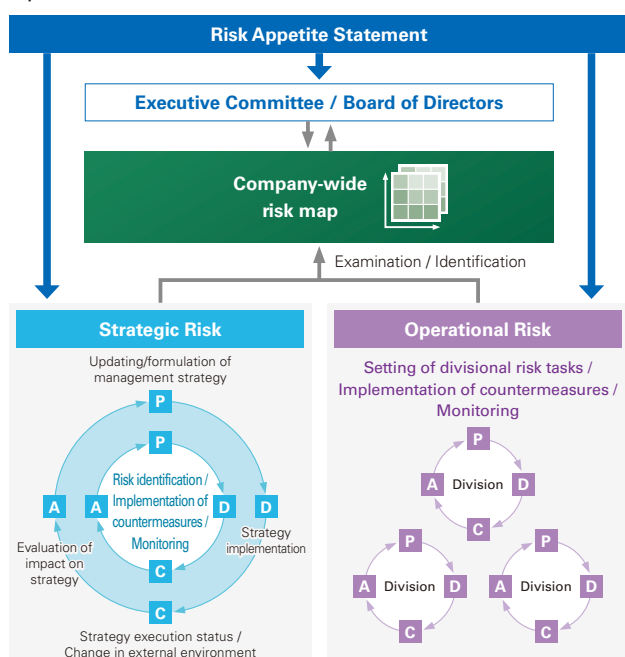 Risk Appetite Statement
Executive Committee / Board of Directors
Company-wide
risk map
Examination / Identification
Strategic Risk
Updating/formulation of
management strategy
P
P
Risk identification /
Implementation of
countermeasures /
Monitoring
A
A
D
D
Evaluation of
impact on
strategy
Strategy
implementation
C
C
Strategy execution status /
Change in external environment
Operational Risk
Setting of divisional risk tasks /
Implementation of countermeasures /
Monitoring
P
A
Division
D
C
P
A
Division
D
C
P
A
Division
D
C